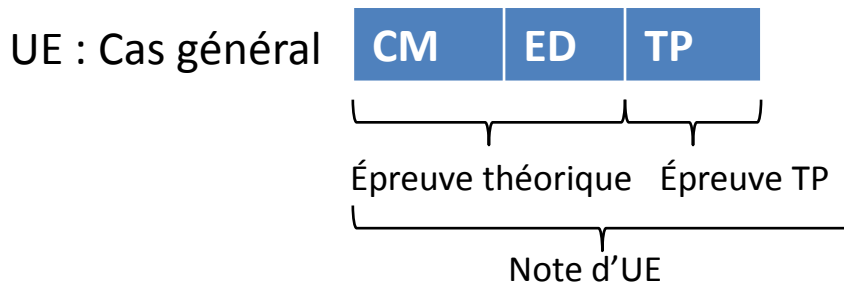 UE : Cas général CM ED TP
Épreuve théorique Épreuve TP
Note d’UE